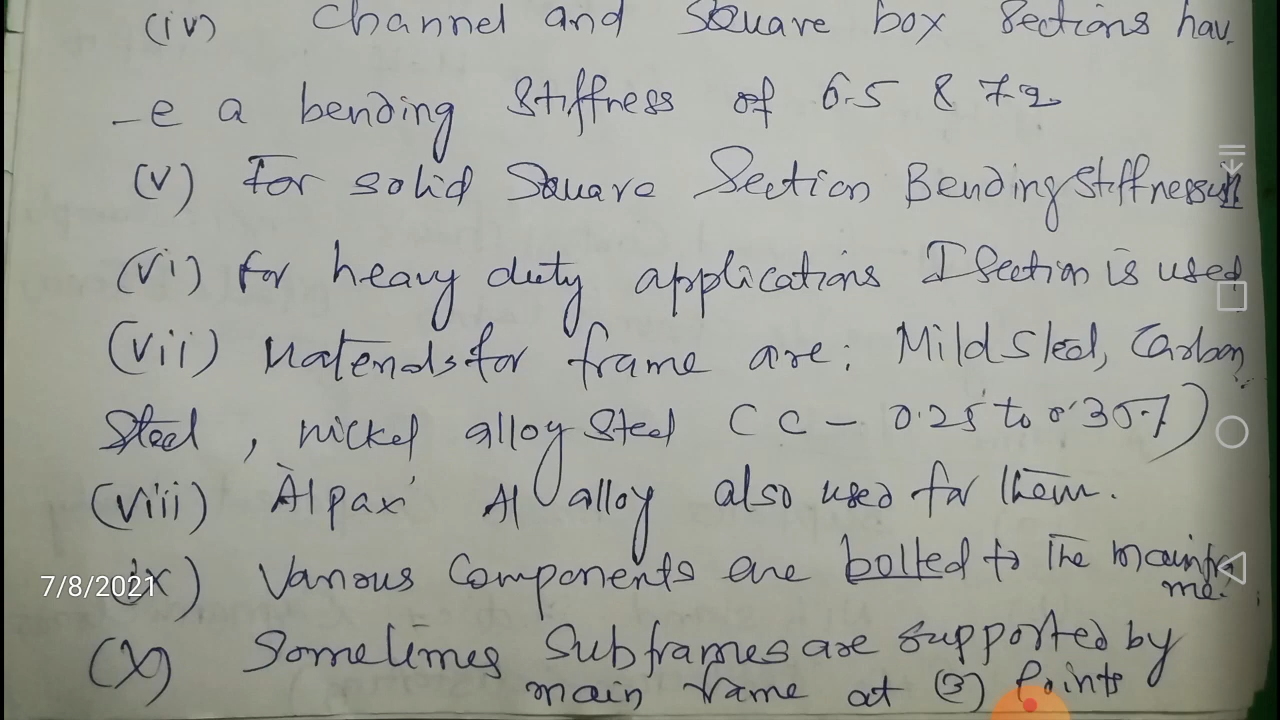 (iv) Channel and Square box Sections hav
-e a bending Stiffness of 6.5 & 7.2
(v) For solid Square Section Bending stiffness
(vi) for heavy duty applications I Section is used
(vii) Materials for frame are: Mild Steel, Carbon
Steel, nickel alloy Steel (C - 0.25 to 0.35%)
(viii) 'Alpax' Al alloy also used for them.
(ix) Various Components are bolted to the mainfra
me.
7/8/2021
(X) Sometimes Subframes are supported by
main frame at (3) Points